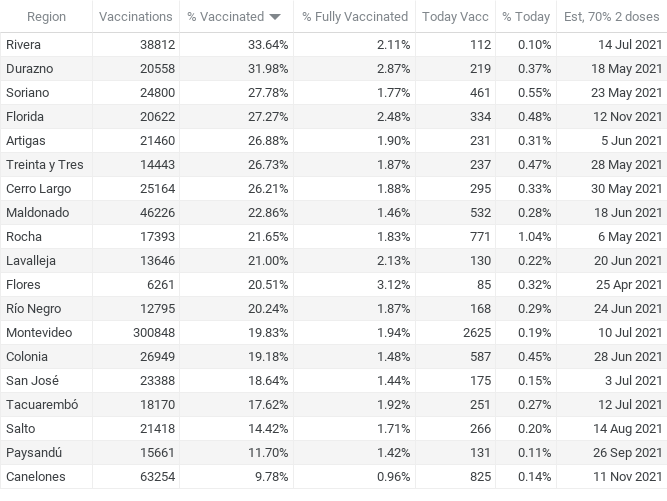 Region Vaccinations % Vaccinated % Fully Vaccinated Today Vacc % Today Est, 70% 2 doses
Rivera 38812 33.64% 2.11% 112 0.10% 14 Jul 2021
Durazno 20558 31.98% 2.87% 219 0.37% 18 May 2021
Soriano 24800 27.78% 1.77% 461 0.55% 23 May 2021
Florida 20622 27.27% 2.48% 334 0.48% 12 Nov 2021
Artigas 21460 26.88% 1.90% 231 0.31% 5 Jun 2021
Treinta y Tres 14443 26.73% 1.87% 237 0.47% 28 May 2021
Cerro Largo 25164 26.21% 1.88% 295 0.33% 30 May 2021
Maldonado 46226 22.86% 1.46% 532 0.28% 18 Jun 2021
Rocha 17393 21.65% 1.83% 771 1.04% 6 May 2021
Lavalleja 13646 21.00% 2.13% 130 0.22% 20 Jun 2021
Flores 6261 20.51% 3.12% 85 0.32% 25 Apr 2021
Río Negro 12795 20.24% 1.87% 168 0.29% 24 Jun 2021
Montevideo 300848 19.83% 1.94% 2625 0.19% 10 Jul 2021
Colonia 26949 19.18% 1.48% 587 0.45% 28 Jun 2021
San José 23388 18.64% 1.44% 175 0.15% 3 Jul 2021
Tacuarembó 18170 17.62% 1.92% 251 0.27% 12 Jul 2021
Salto 21418 14.42% 1.71% 266 0.20% 14 Aug 2021
Paysandú 15661 11.70% 1.42% 131 0.11% 26 Sep 2021
Canelones 63254 9.78% 0.96% 825 0.14% 11 Nov 2021